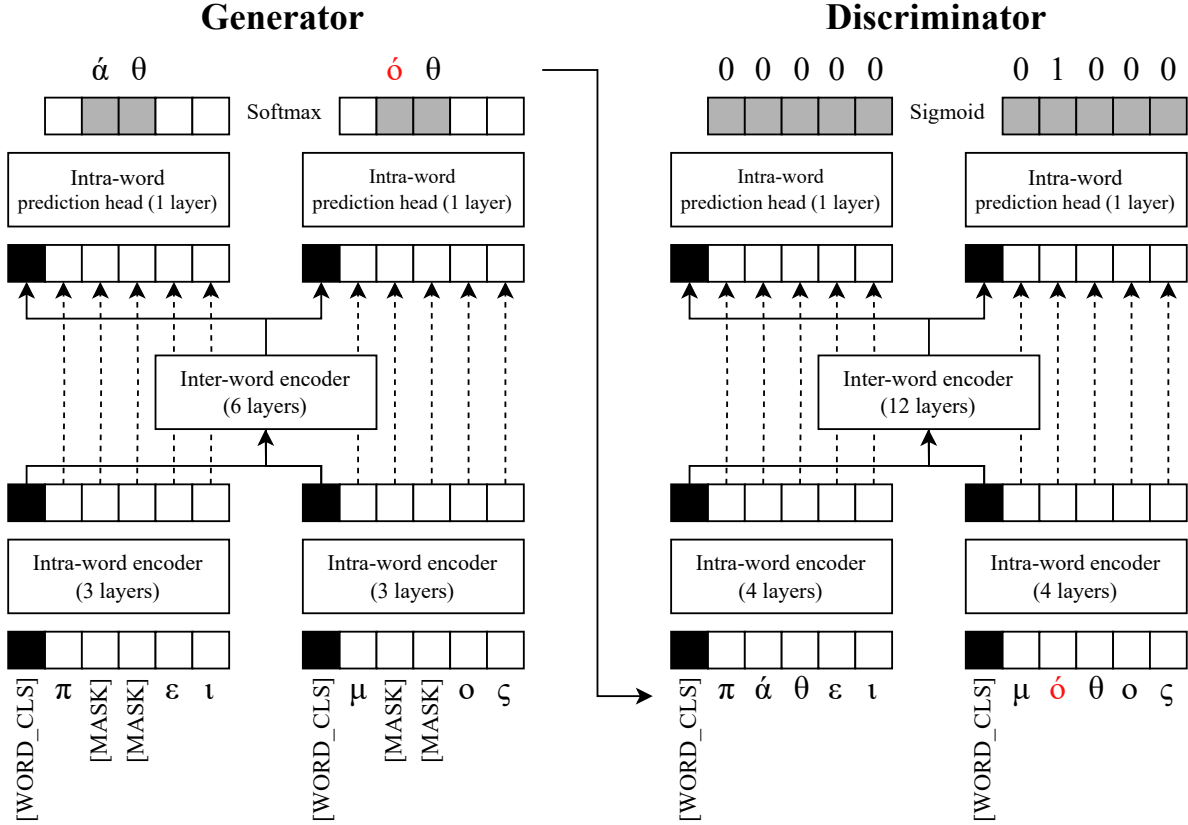 Generator
Discriminator
ά θ
ό θ
0 0 0 0 0
0 1 0 0 0
Softmax
Sigmoid
Intra-word
prediction head (1 layer)
Intra-word
prediction head (1 layer)
Intra-word
prediction head (1 layer)
Intra-word
prediction head (1 layer)
Inter-word encoder
(6 layers)
Inter-word encoder
(12 layers)
Intra-word encoder
(3 layers)
Intra-word encoder
(3 layers)
Intra-word encoder
(4 layers)
Intra-word encoder
(4 layers)
[WORD_CLS] π [MASK] [MASK] ε ι
[WORD_CLS] μ [MASK] [MASK] ο ς
[WORD_CLS] π ά θ ε ι
[WORD_CLS] μ ό θ ο ς